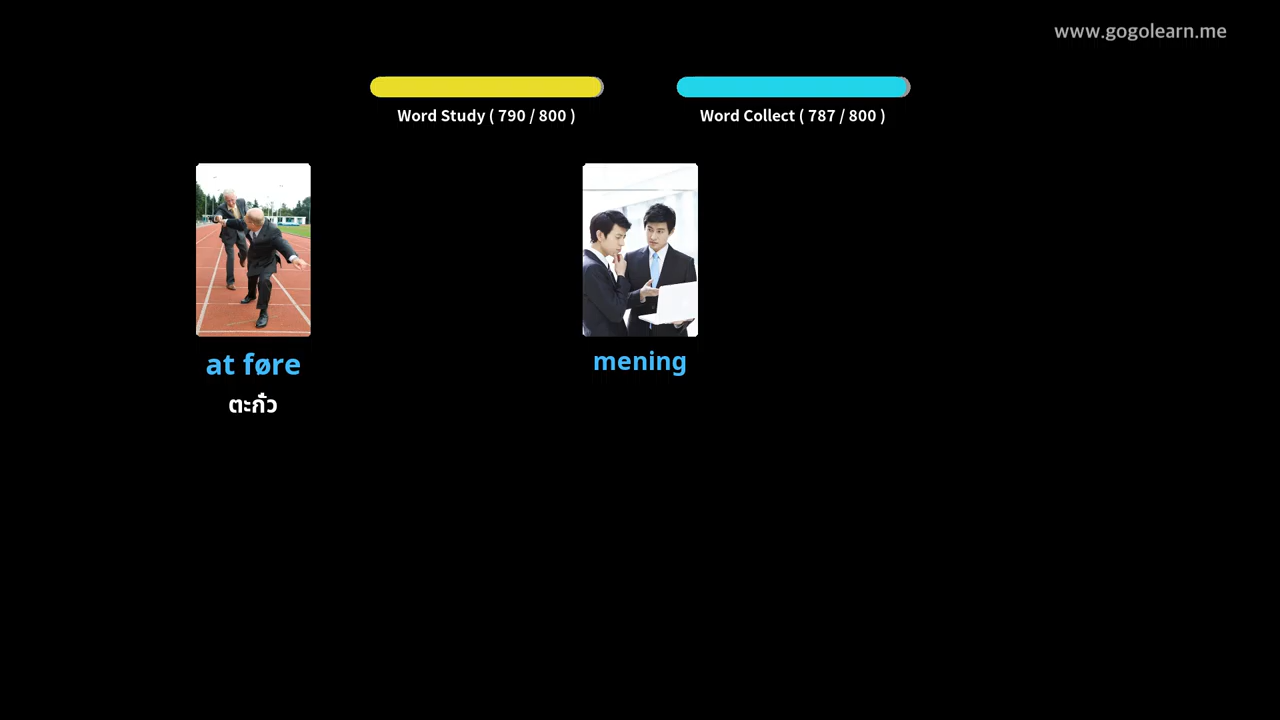 www.gogolearn.me
Word Study ( 790 / 800 )
Word Collect ( 787 / 800 )
at føre
mening
ตะกั่ว